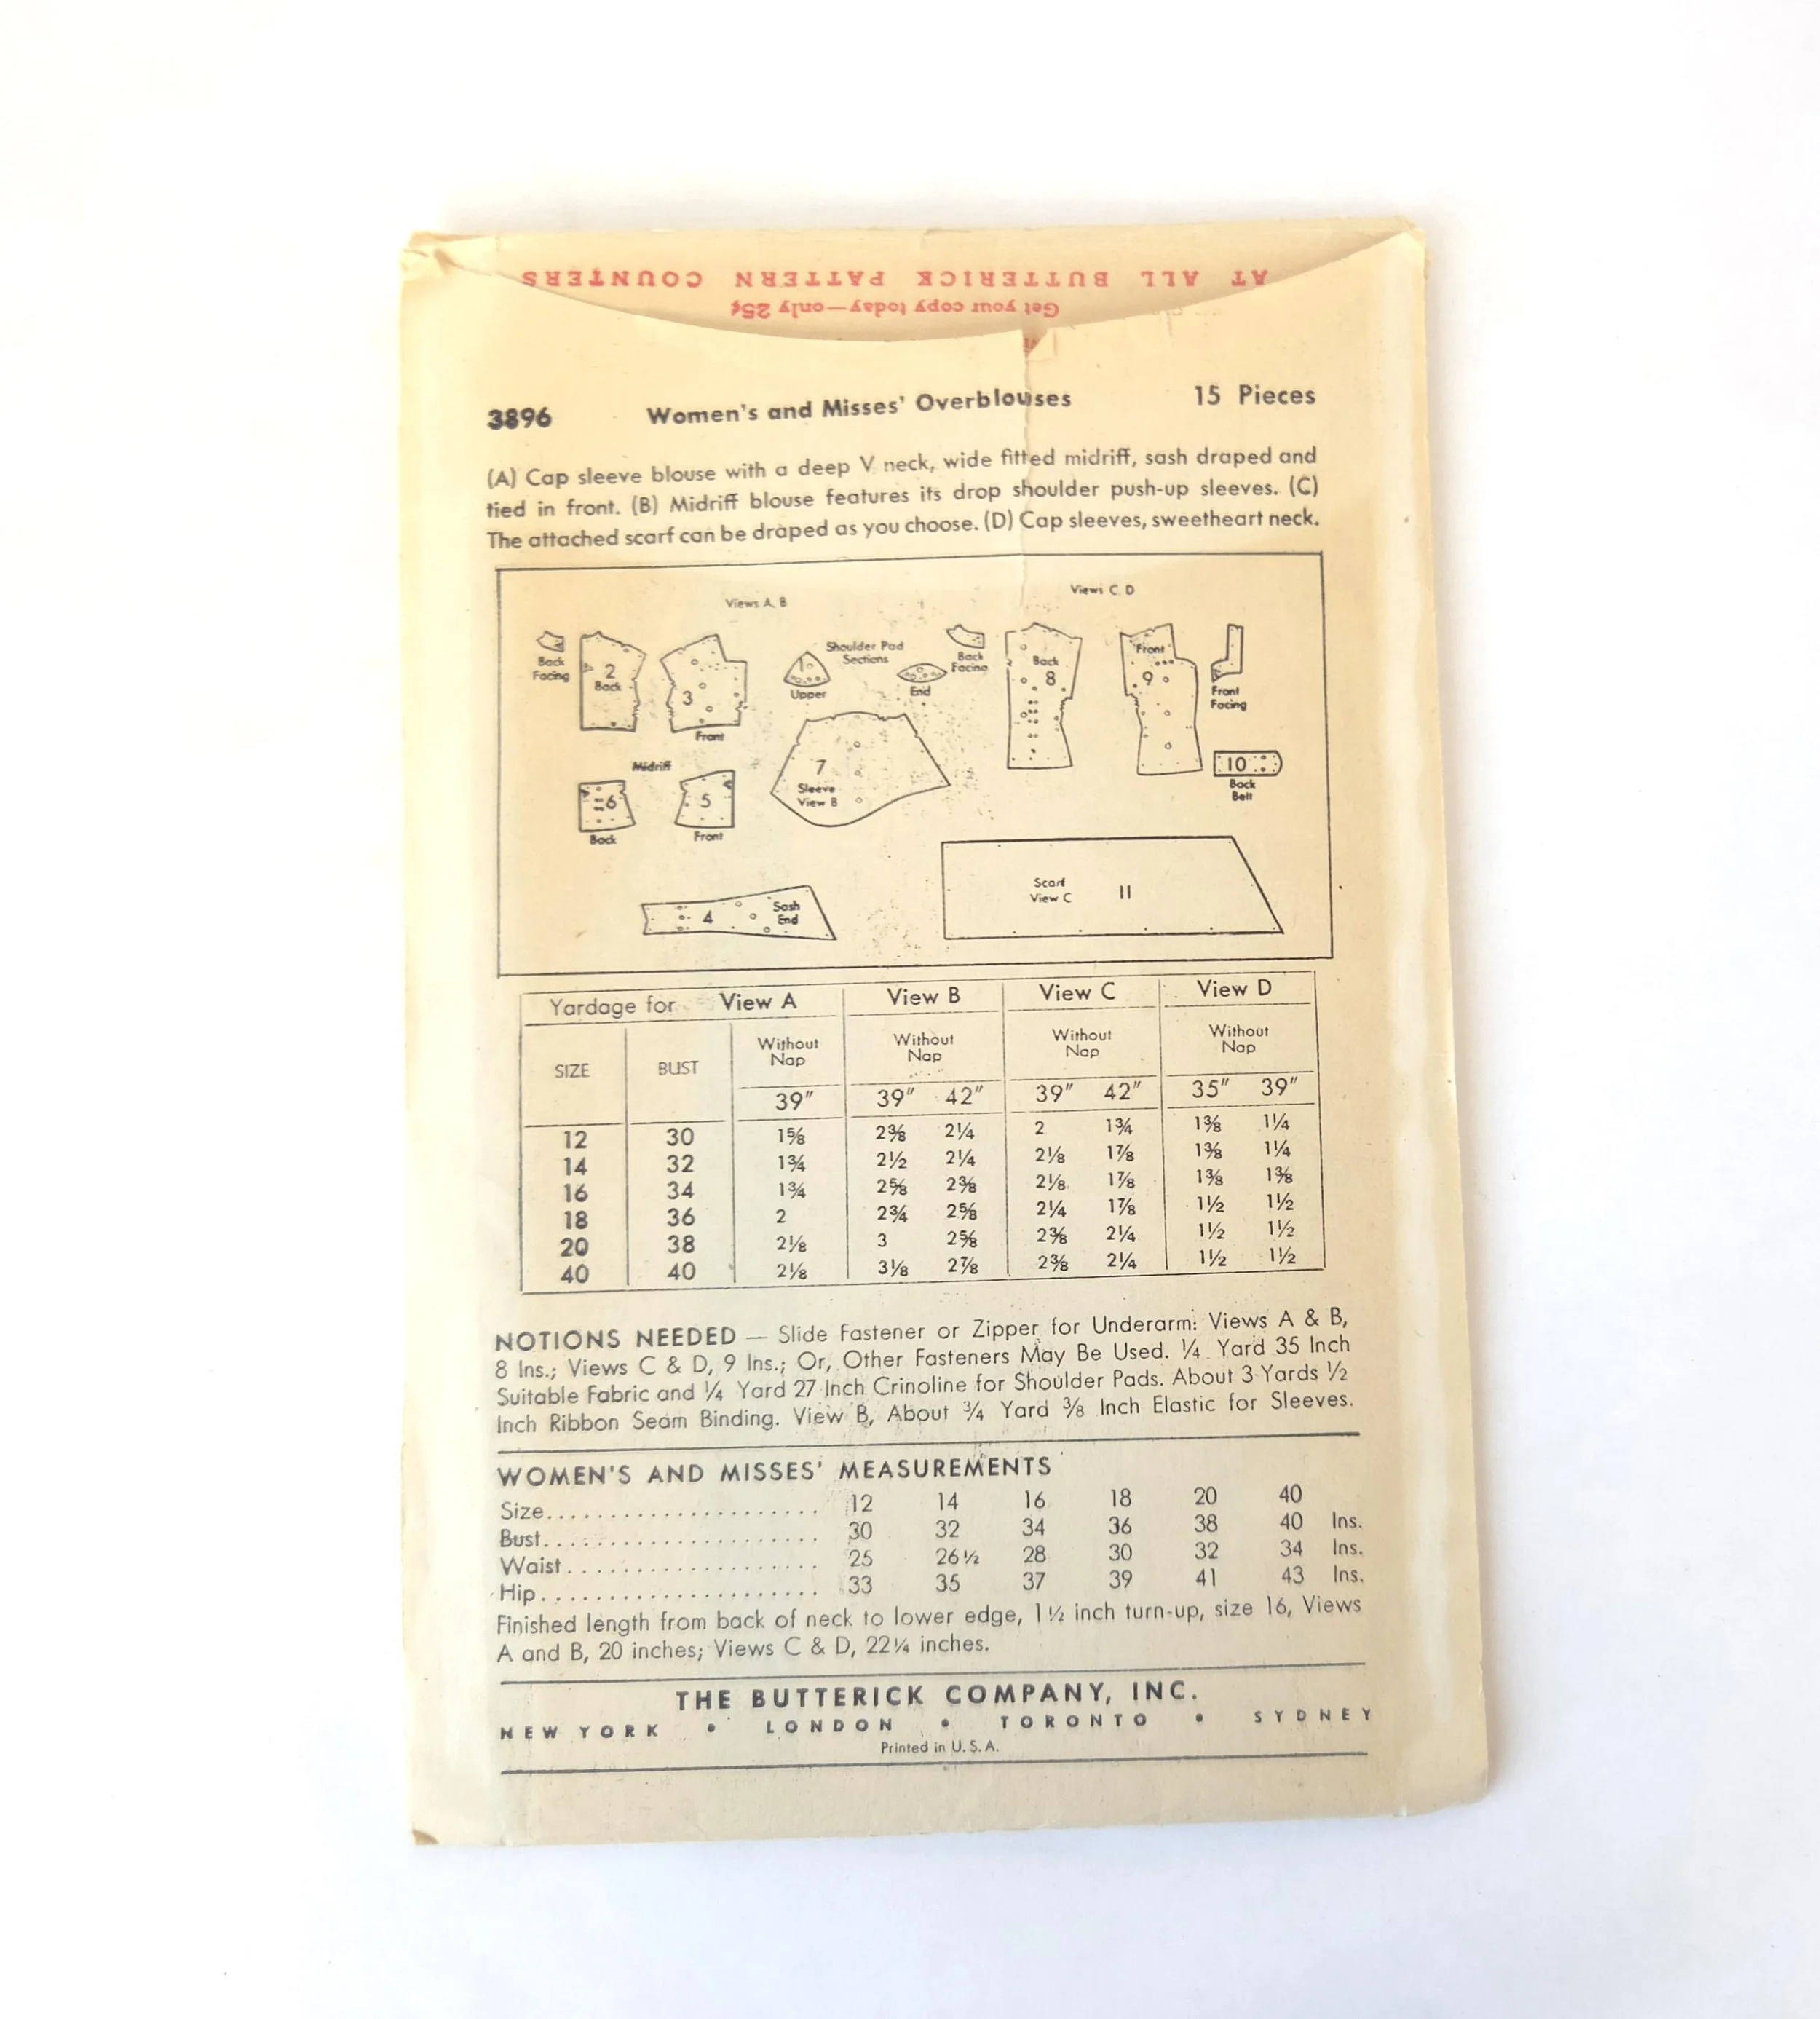 AT ALL BUTTERICK PATTERN COUNTERS
Get your copy today—only 25¢
3896 Women's and Misses' Overblouses 15 Pieces
(A) Cap sleeve blouse with a deep V neck, wide fitted midriff, sash draped and
tied in front. (B) Midriff blouse features its drop shoulder push-up sleeves. (C)
The attached scarf can be draped as you choose. (D) Cap sleeves, sweetheart neck.
Views A, B
Views C D
Back
Facing
2
Back
3
Front
1
Upper
Shoulder Pad
Sections
End
Back
Facing
Back
8
Front
9
Front
Facing
Midriff
6
Back
5
Front
7
Sleeve
View B
10
Back
Belt
4
Sash
End
Scarf
View C
11
Yardage for View A View B View C View D
SIZE BUST Without Nap Without Nap Without Nap Without Nap
39" 39" 42" 39" 42" 35" 39"
12 30 1⅝ 2⅜ 2¼ 2 1¾ 1⅜ 1¼
14 32 1¾ 2½ 2¼ 2⅛ 1⅞ 1⅜ 1¼
16 34 1¾ 2⅝ 2⅜ 2⅛ 1⅞ 1⅜ 1⅜
18 36 2 2¾ 2⅝ 2¼ 1⅞ 1½ 1½
20 38 2⅛ 3 2⅝ 2⅜ 2¼ 1½ 1½
40 40 2⅛ 3⅛ 2⅞ 2⅜ 2¼ 1½ 1½
NOTIONS NEEDED — Slide Fastener or Zipper for Underarm: Views A & B,
8 Ins.; Views C & D, 9 Ins.; Or, Other Fasteners May Be Used. ¼ Yard 35 Inch
Suitable Fabric and ¼ Yard 27 Inch Crinoline for Shoulder Pads. About 3 Yards ½
Inch Ribbon Seam Binding. View B, About ¾ Yard ⅜ Inch Elastic for Sleeves.
WOMEN'S AND MISSES' MEASUREMENTS
Size..................... 12 14 16 18 20 40
Bust..................... 30 32 34 36 38 40 Ins.
Waist................... 25 26½ 28 30 32 34 Ins.
Hip..................... 33 35 37 39 41 43 Ins.
Finished length from back of neck to lower edge, 1½ inch turn-up, size 16, Views
A and B, 20 inches; Views C & D, 22¼ inches.
THE BUTTERICK COMPANY, INC.
NEW YORK • LONDON • TORONTO • SYDNEY
Printed in U. S. A.